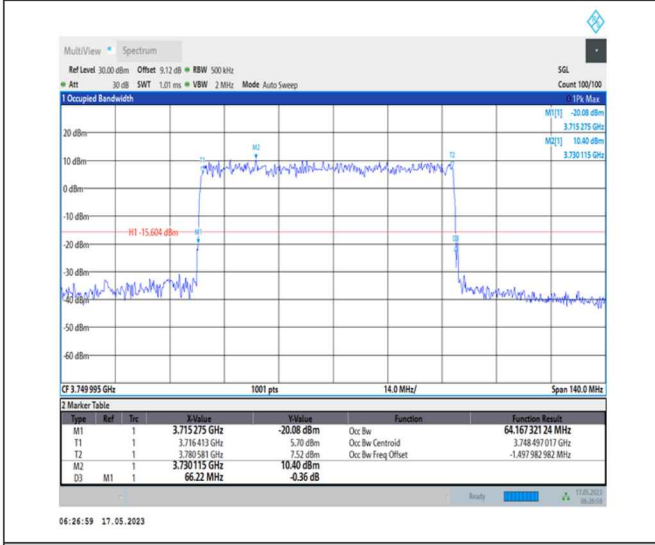 MultiView Spectrum
Ref Level 30.00 dBm Offset 9.12 dB RBW 500 kHz SGL
Att 30 dB SWT 1.01 ms VBW 2 MHz Mode Auto Sweep Count 100/100
1 Occupied Bandwidth 1Pk Max
M1[1] -20.08 dBm
3.715 275 GHz
20 dBm
M2[1] 10.40 dBm
3.730 115 GHz
M2
T1 T2
10 dBm
0 dBm
-10 dBm
H1 -15.604 dBm M1
D3
-20 dBm
-30 dBm
-40 dBm
-50 dBm
-60 dBm
CF 3.749 995 GHz 1001 pts 14.0 MHz/ Span 140.0 MHz
2 Marker Table
Type Ref Trc X-Value Y-Value Function Function Result
M1 1 3.715 275 GHz -20.08 dBm Occ Bw 64.167 321 24 MHz
T1 1 3.716 413 GHz 5.70 dBm Occ Bw Centroid 3.748 497 017 GHz
T2 1 3.780 581 GHz 7.52 dBm Occ Bw Freq Offset -1.497 982 982 MHz
M2 1 3.730 115 GHz 10.40 dBm
D3 M1 1 66.22 MHz -0.36 dB
Ready 17.05.2023
06:26:59
06:26:59 17.05.2023